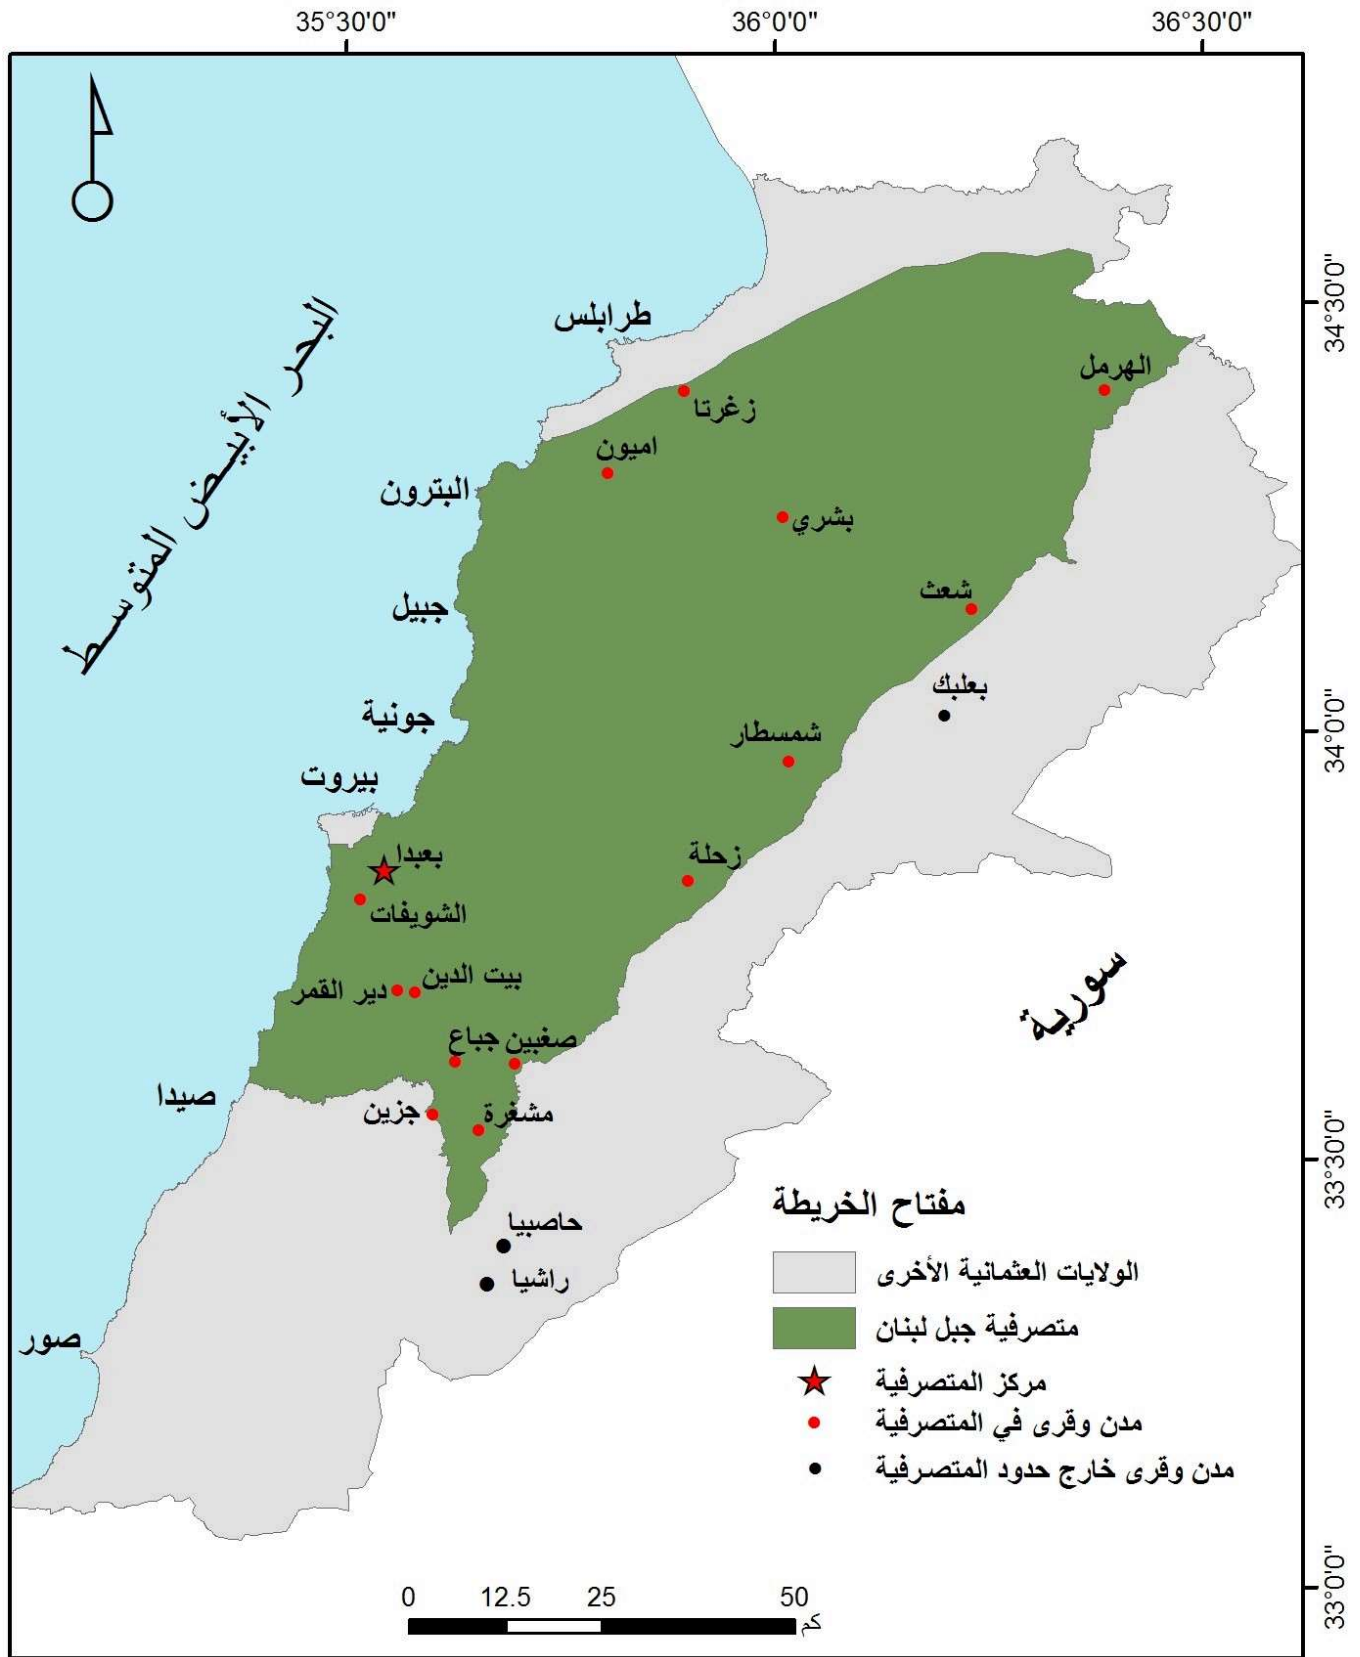 35°30'0"
36°0'0"
36°30'0"
34°30'0"
34°0'0"
33°30'0"
33°0'0"
البحر الأبيض المتوسط
طرابلس
الهرمل
زغرتا
اميون
البترون
بشري
شعث
جبيل
بعلبك
جونية
شمسطار
بيروت
بعبدا
زحلة
الشويفات
سورية
بيت الدين
دير القمر
صغبين
جباع
صيدا
جزين
مشغرة
حاصبيا
راشيا
صور
مفتاح الخريطة
الولايات العثمانية الأخرى
متصرفية جبل لبنان
مركز المتصرفية
مدن وقرى في المتصرفية
مدن وقرى خارج حدود المتصرفية
0 12.5 25 50
كم